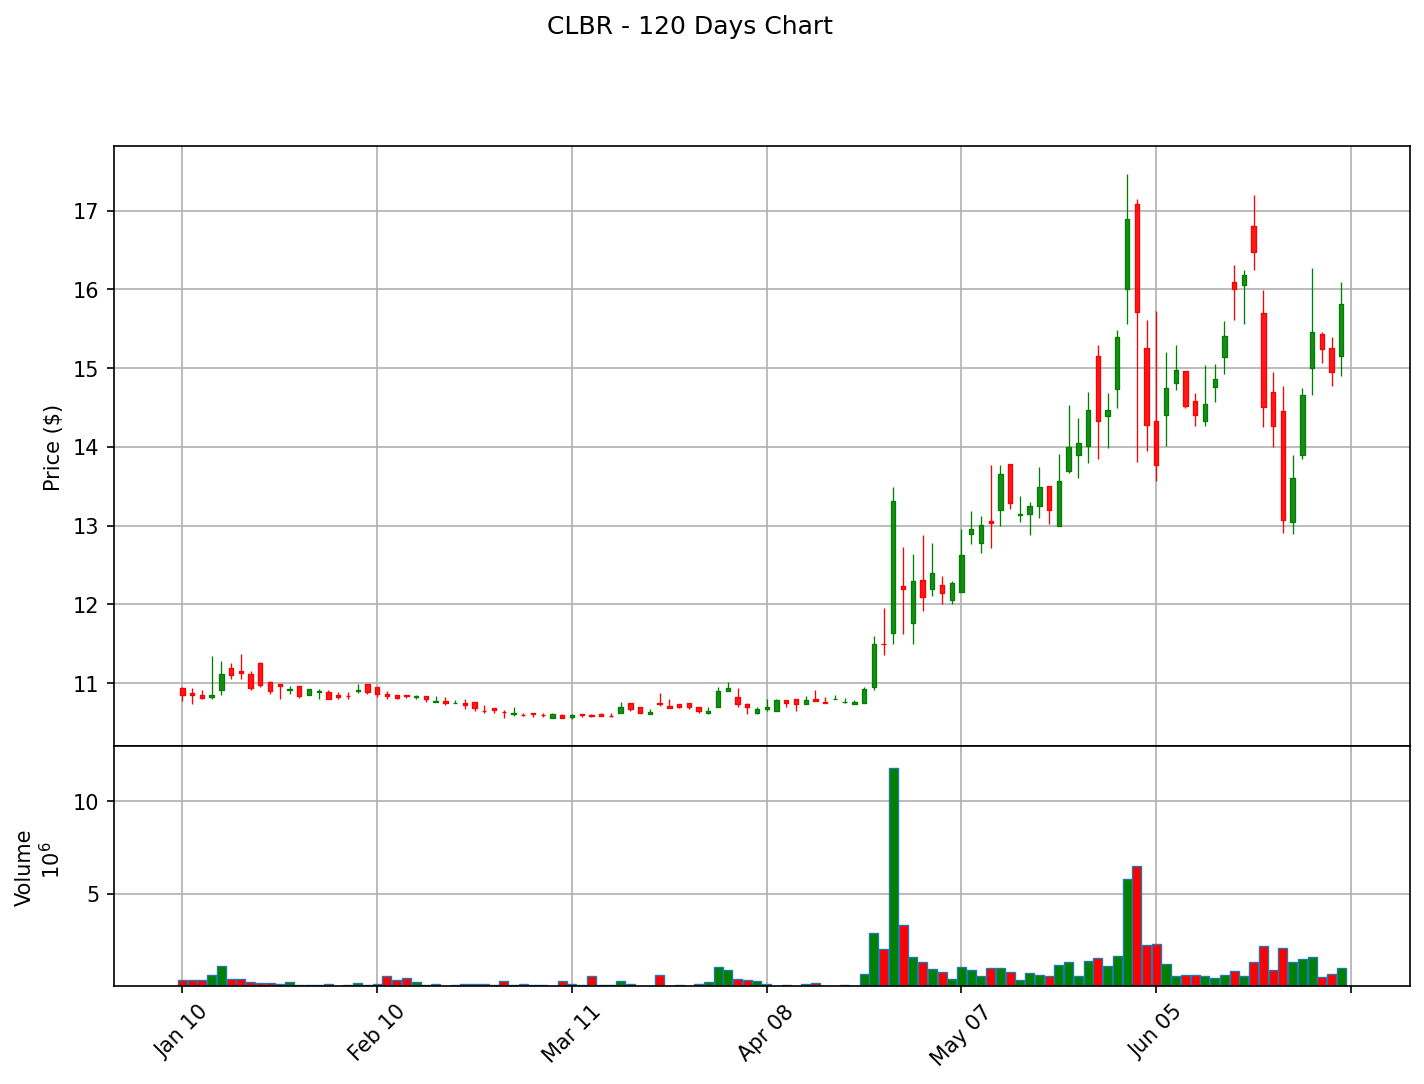 CLBR - 120 Days Chart
17
16
15
14
13
12
11
Price ($)
10
5
Volume
10⁶
Jan 10
Feb 10
Mar 11
Apr 08
May 07
Jun 05